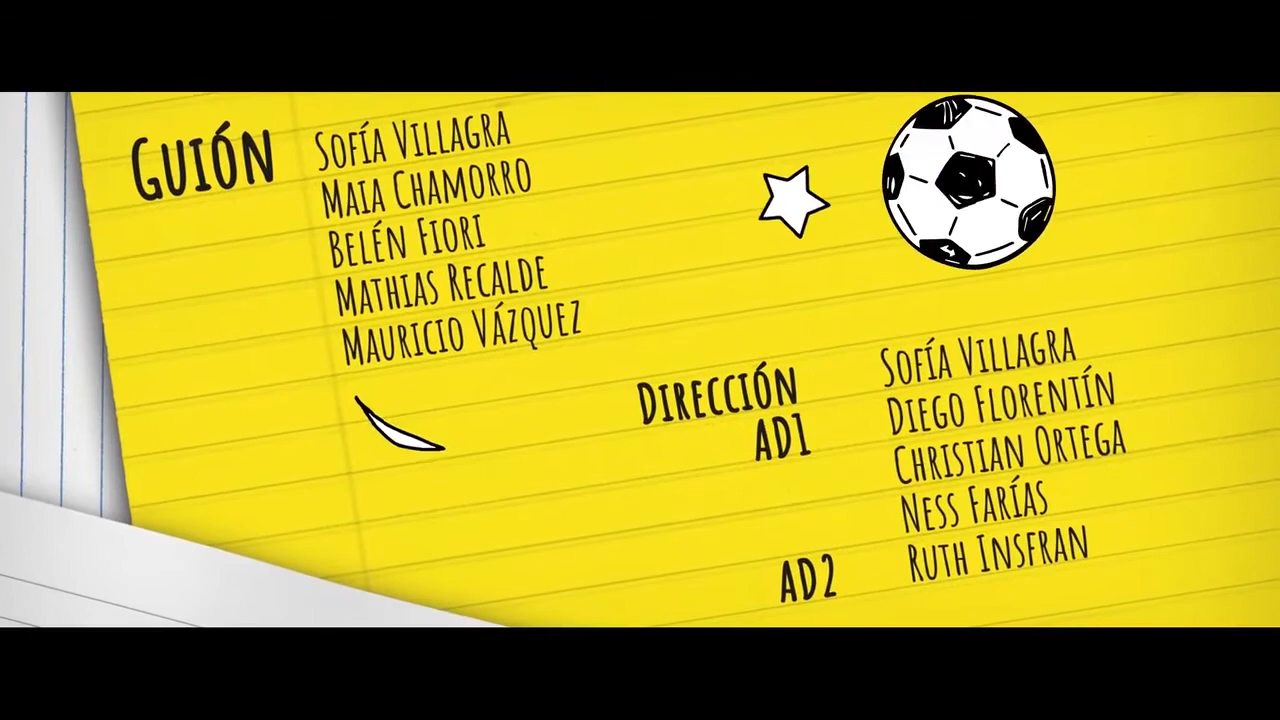 Guión
Sofía Villagra
Maia Chamorro
Belén Fiori
Mathias Recalde
Mauricio Vázquez
Dirección
AD1
AD2
Sofía Villagra
Diego Florentín
Christian Ortega
Ness Farías
Ruth Insfran